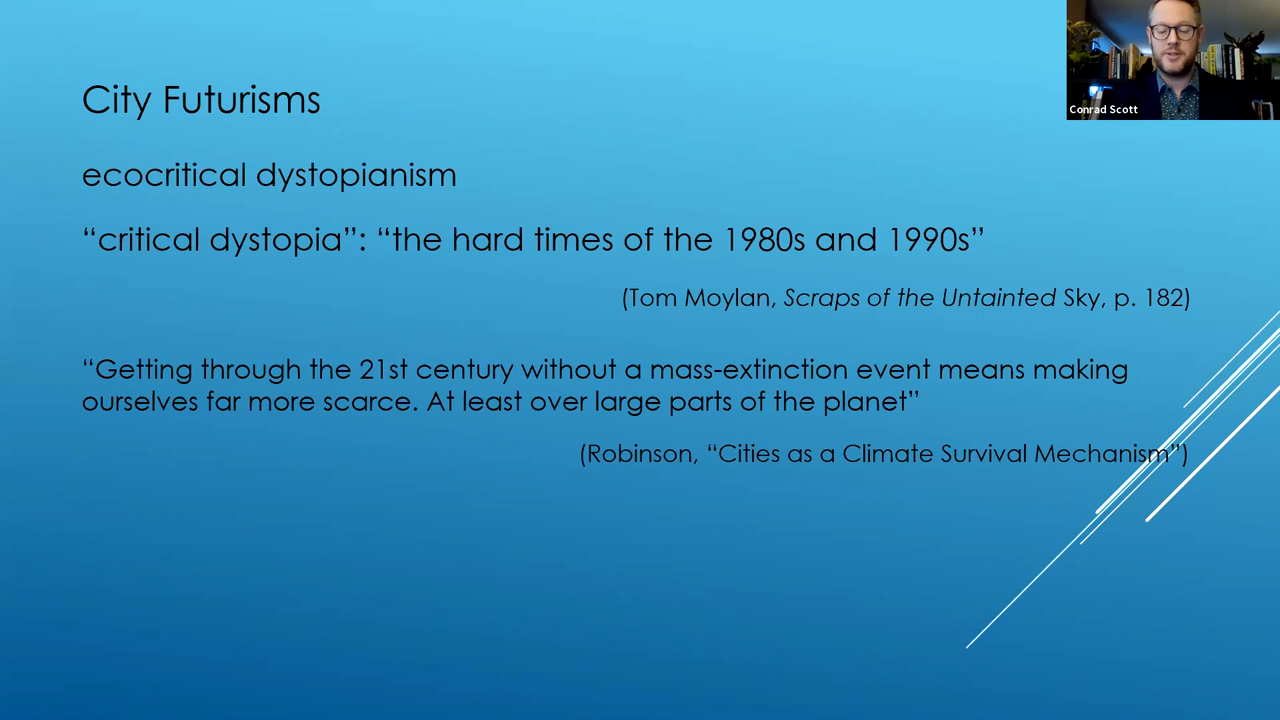 Conrad Scott
City Futurisms
ecocritical dystopianism
“critical dystopia”: “the hard times of the 1980s and 1990s”
(Tom Moylan, Scraps of the Untainted Sky, p. 182)
“Getting through the 21st century without a mass-extinction event means making
ourselves far more scarce. At least over large parts of the planet”
(Robinson, “Cities as a Climate Survival Mechanism”)